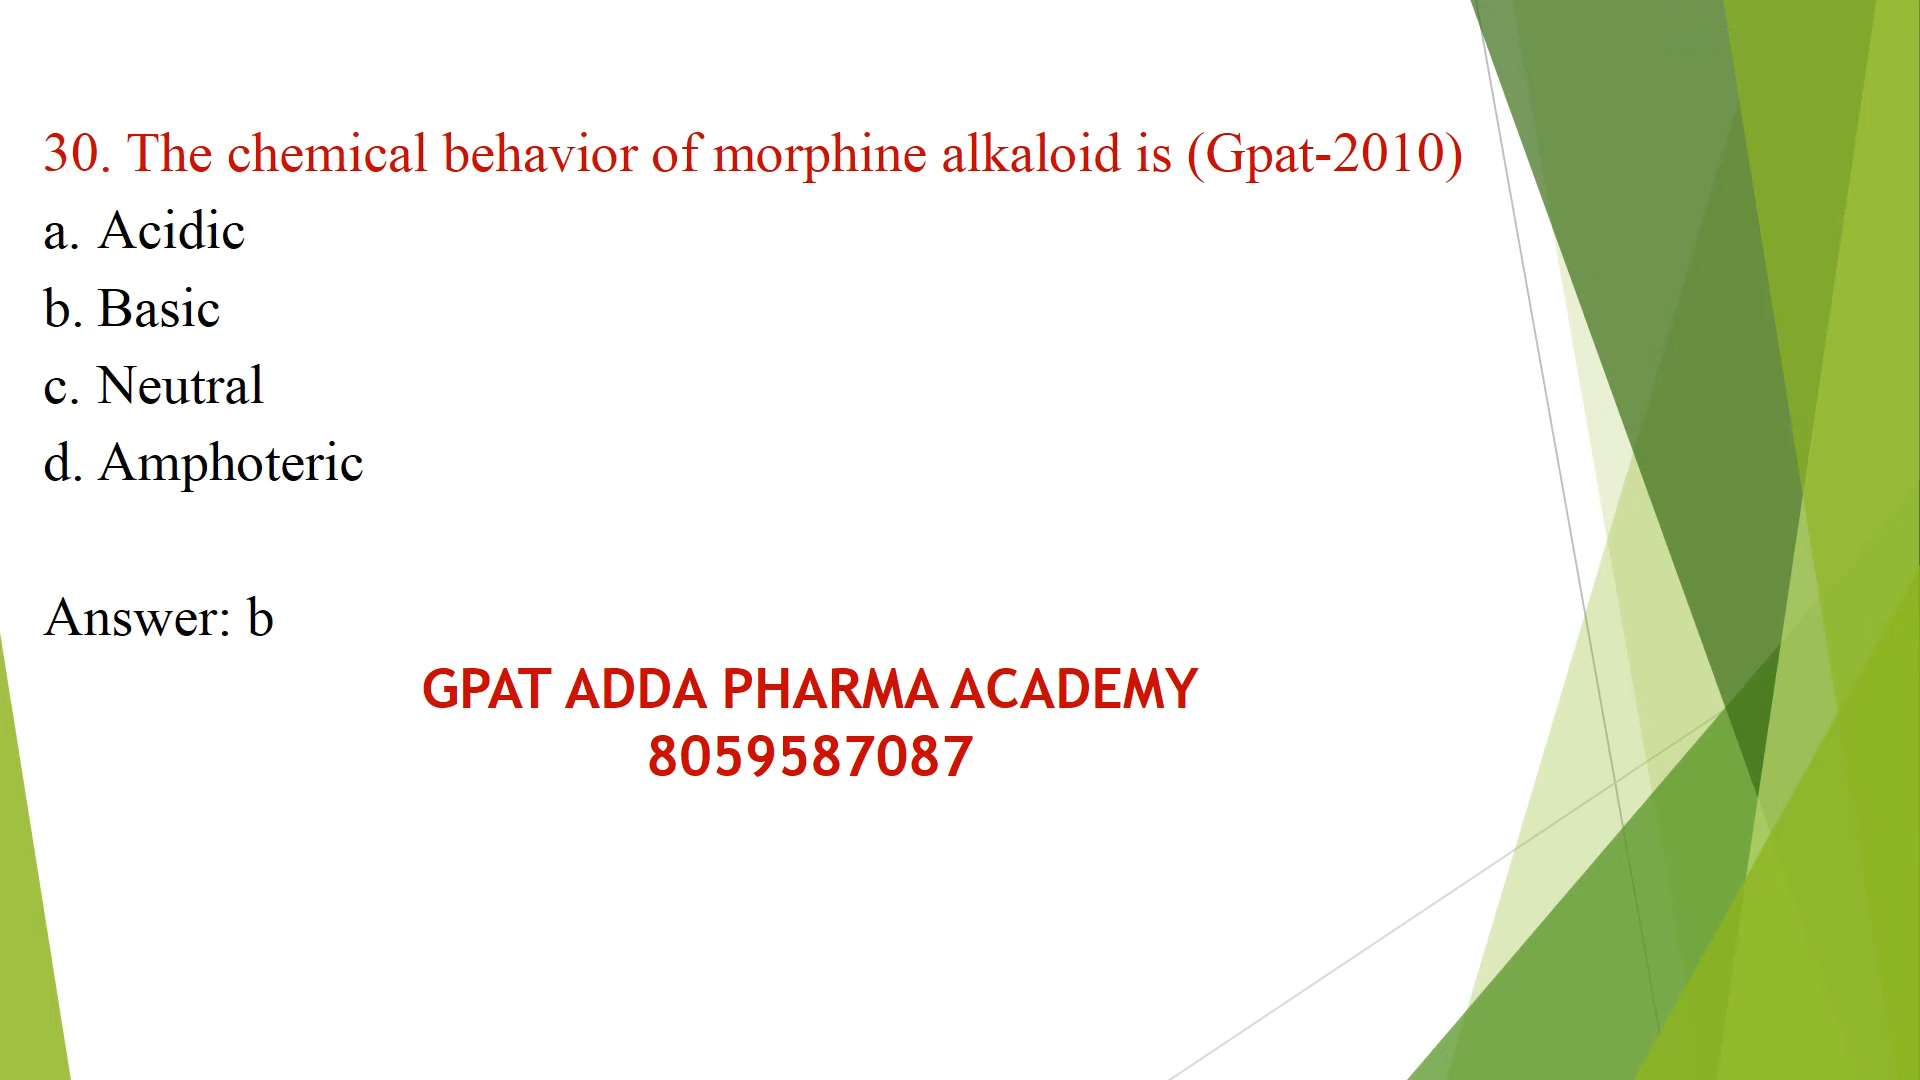 30. The chemical behavior of morphine alkaloid is (Gpat-2010)
a. Acidic
b. Basic
c. Neutral
d. Amphoteric
Answer: b
GPAT ADDA PHARMA ACADEMY
8059587087